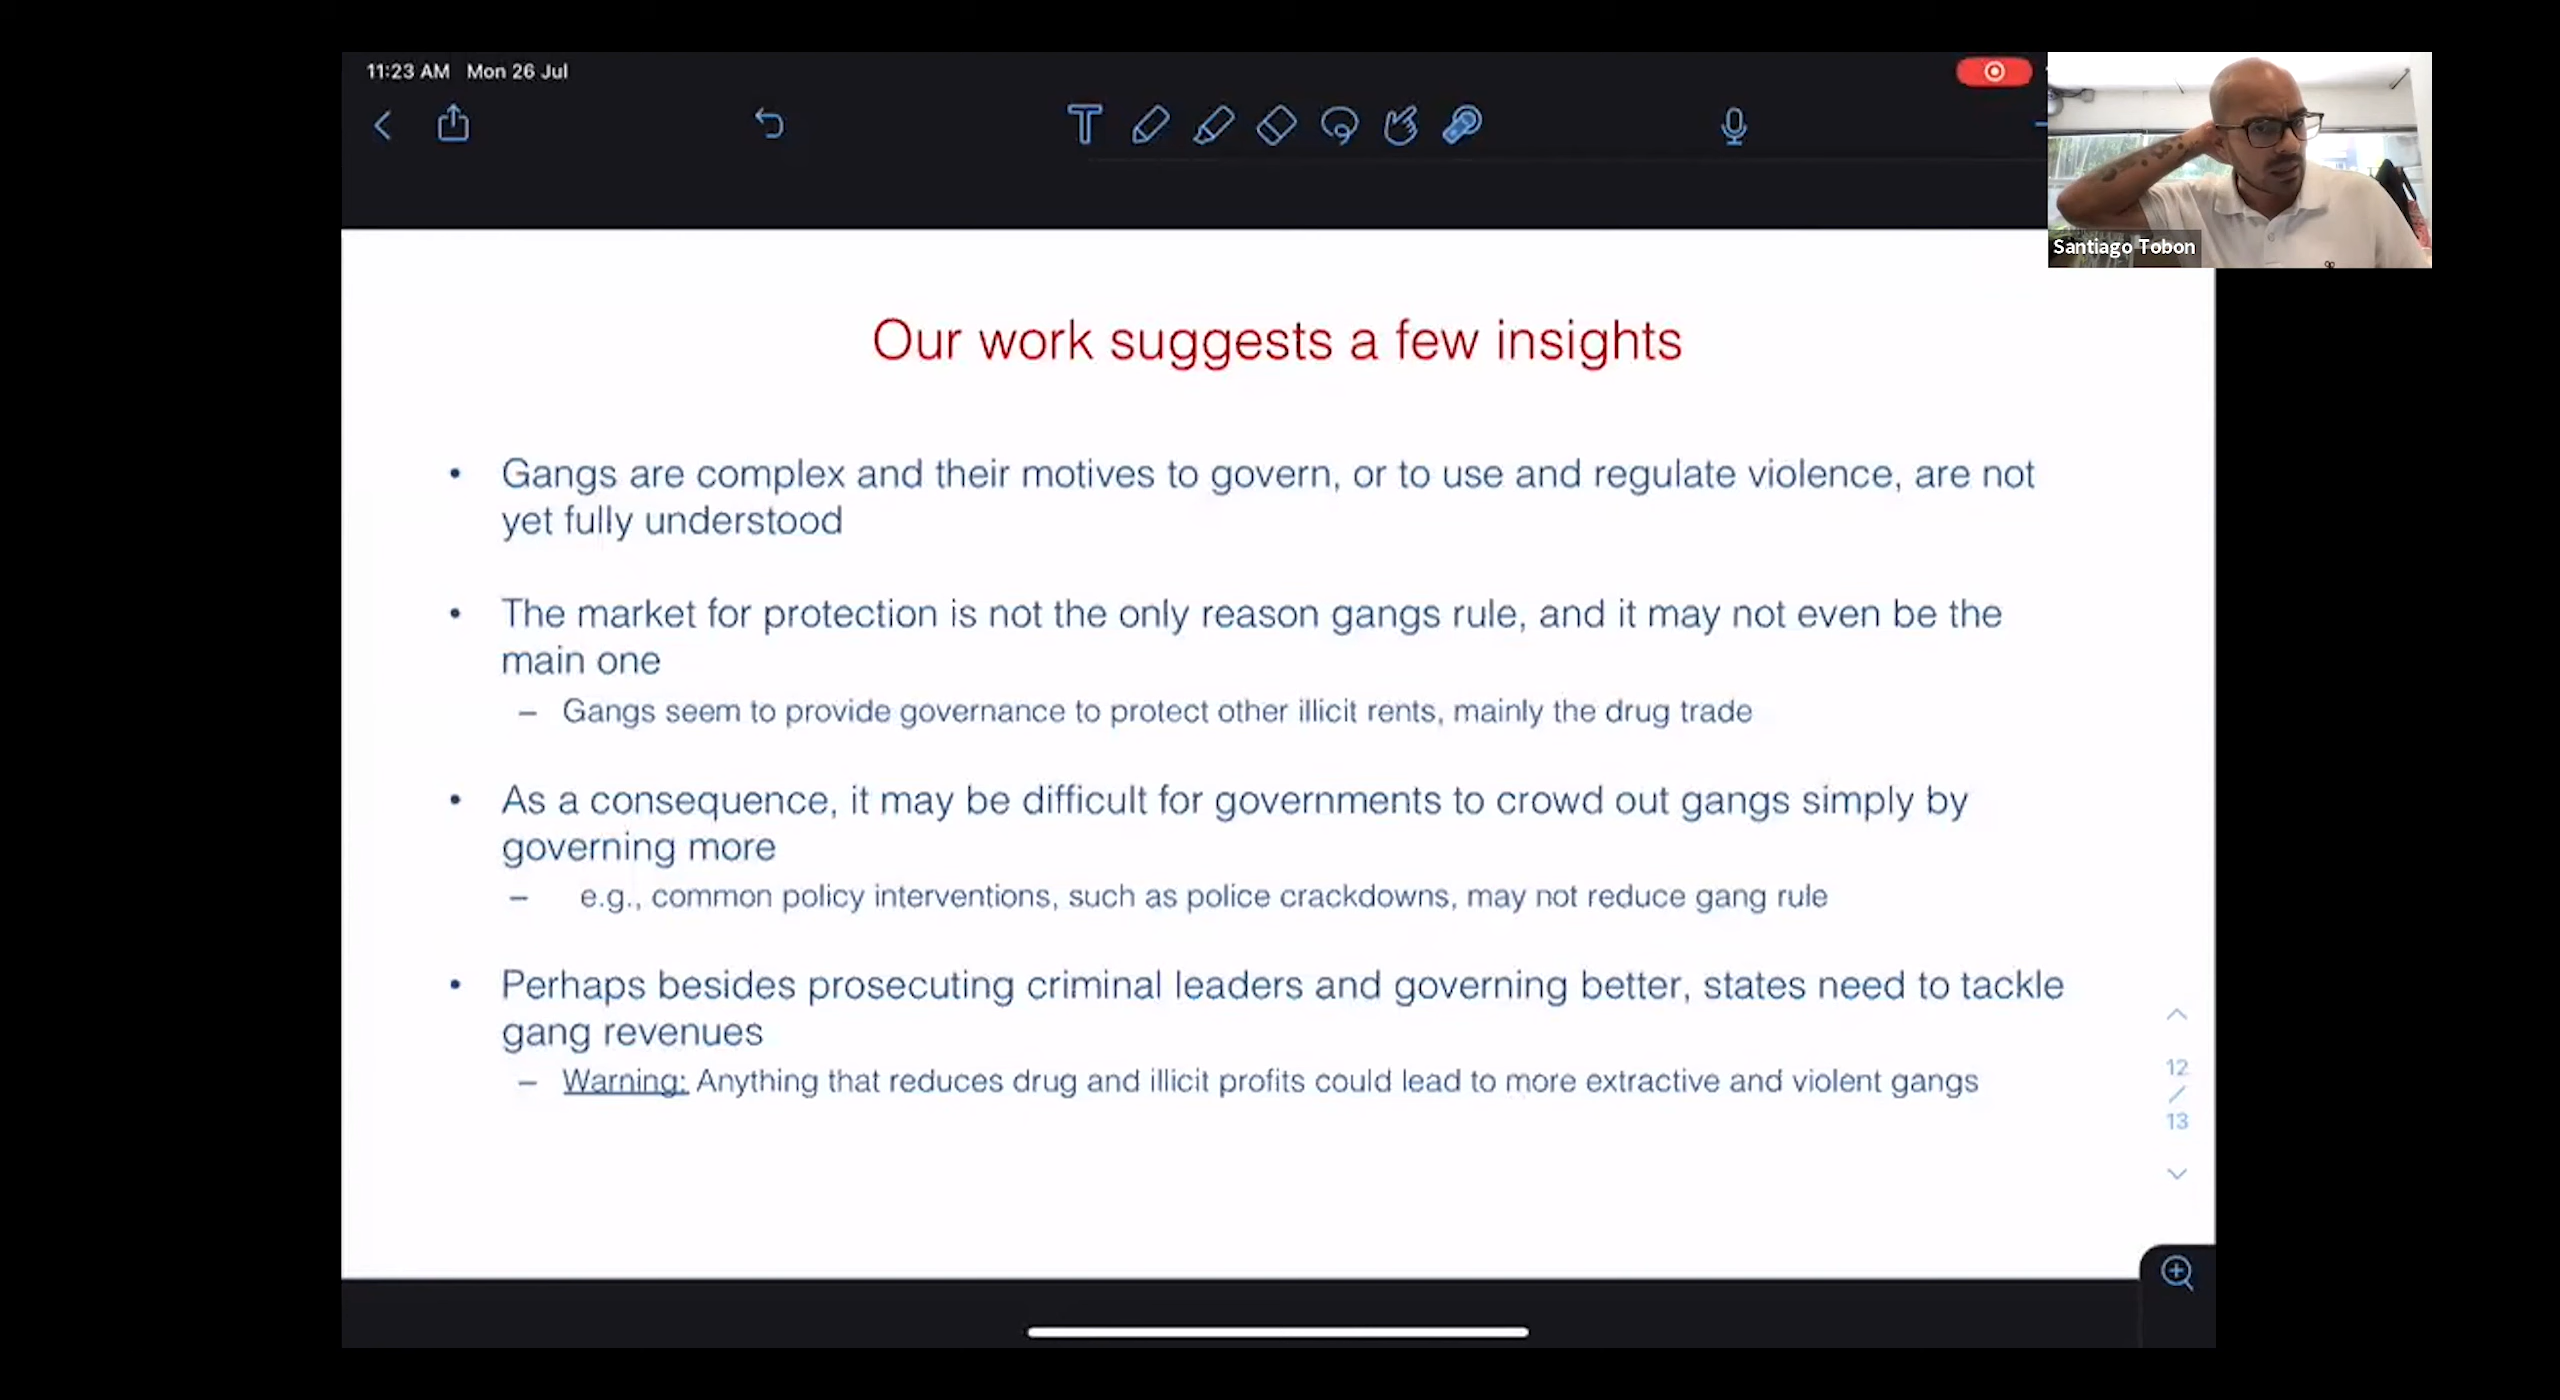 11:23 AM Mon 26 Jul
Santiago Tobon
Our work suggests a few insights
• Gangs are complex and their motives to govern, or to use and regulate violence, are not
yet fully understood
• The market for protection is not the only reason gangs rule, and it may not even be the
main one
– Gangs seem to provide governance to protect other illicit rents, mainly the drug trade
• As a consequence, it may be difficult for governments to crowd out gangs simply by
governing more
– e.g., common policy interventions, such as police crackdowns, may not reduce gang rule
• Perhaps besides prosecuting criminal leaders and governing better, states need to tackle
gang revenues
– Warning: Anything that reduces drug and illicit profits could lead to more extractive and violent gangs
12
/
13